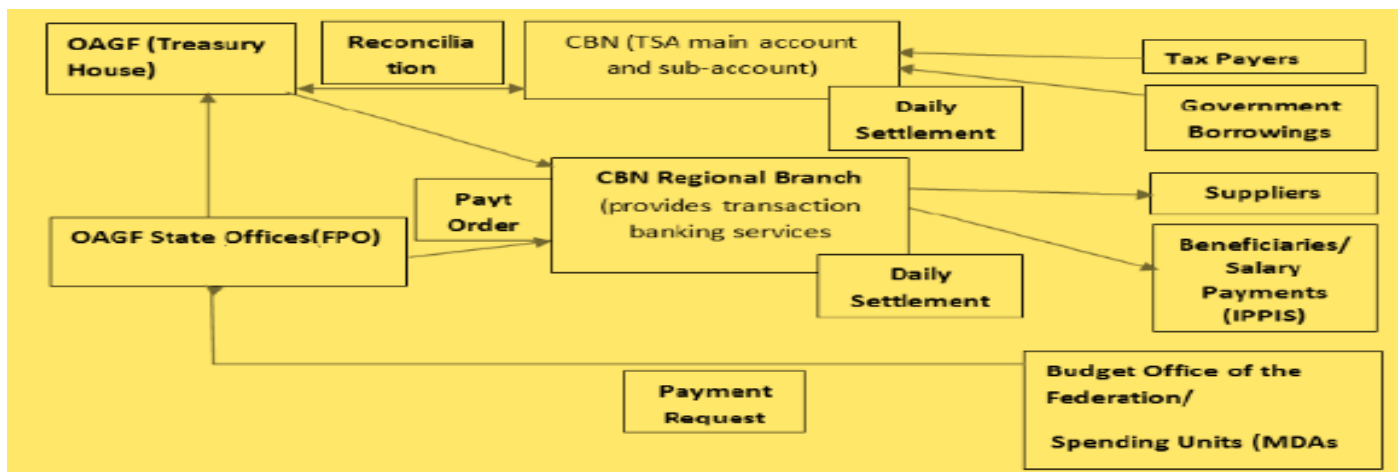 OAGF (Treasury
House)
Reconcilia
tion
CBN (TSA main account
and sub-account)
Tax Payers
Daily
Settlement
Government
Borrowings
CBN Regional Branch
(provides transaction
banking services
Payt
Order
Suppliers
OAGF State Offices(FPO)
Beneficiaries/
Salary
Payments
(IPPIS)
Daily
Settlement
Payment
Request
Budget Office of the
Federation/
Spending Units (MDAs